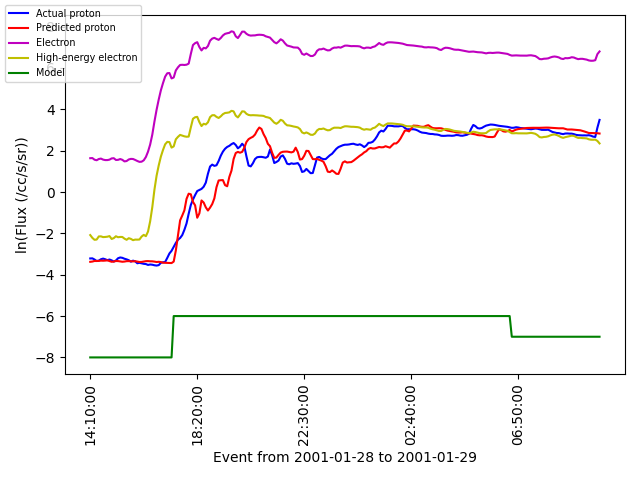 Actual proton
Predicted proton
Electron
High-energy electron
Model
ln(Flux (/cc/s/sr))
4
2
0
−2
−4
−6
−8
14:10:00
18:20:00
22:30:00
02:40:00
06:50:00
Event from 2001-01-28 to 2001-01-29